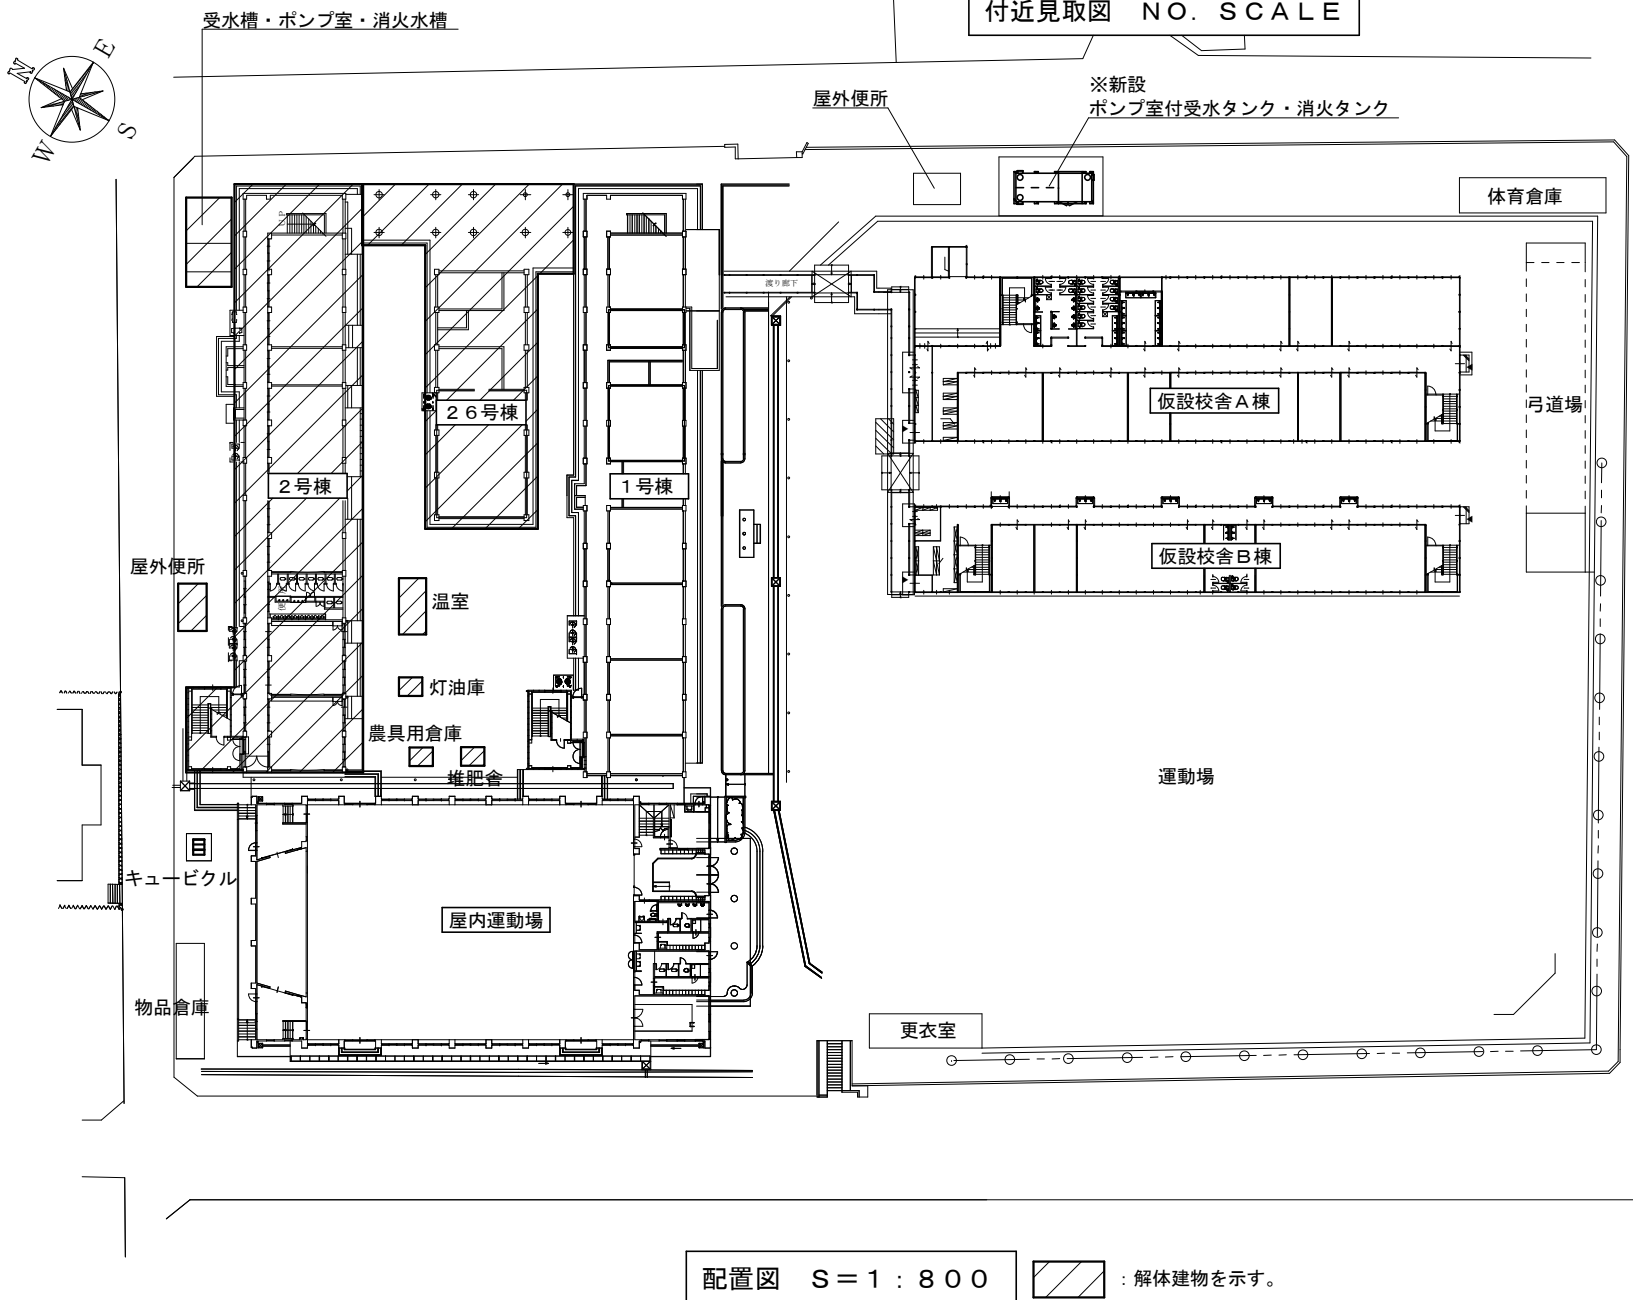 付近見取図 ＮＯ．ＳＣＡＬＥ
受水槽・ポンプ室・消火水槽
N
E
S
W
屋外便所
※新設
ポンプ室付受水タンク・消火タンク
体育倉庫
渡り廊下
仮設校舎Ａ棟
弓道場
２６号棟
２号棟
１号棟
仮設校舎Ｂ棟
屋外便所
温室
灯油庫
農具用倉庫
堆肥舎
運動場
キュービクル
屋内運動場
物品倉庫
更衣室
配置図 Ｓ＝１：８００
：解体建物を示す。